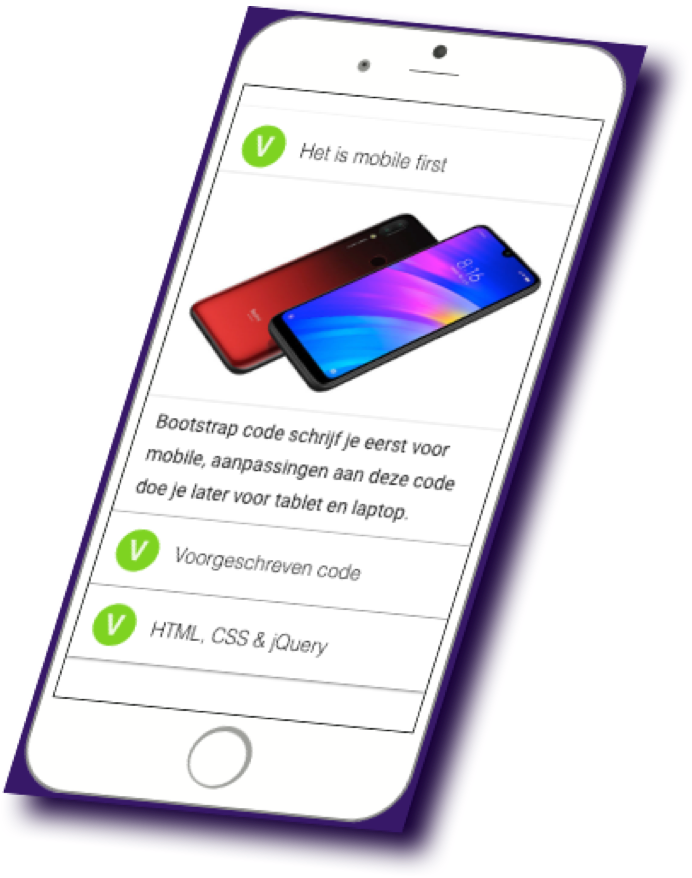 V Het is mobile first
8:16
Redmi
Bootstrap code schrijf je eerst voor
mobile, aanpassingen aan deze code
doe je later voor tablet en laptop.
V Voorgeschreven code
V HTML, CSS & jQuery